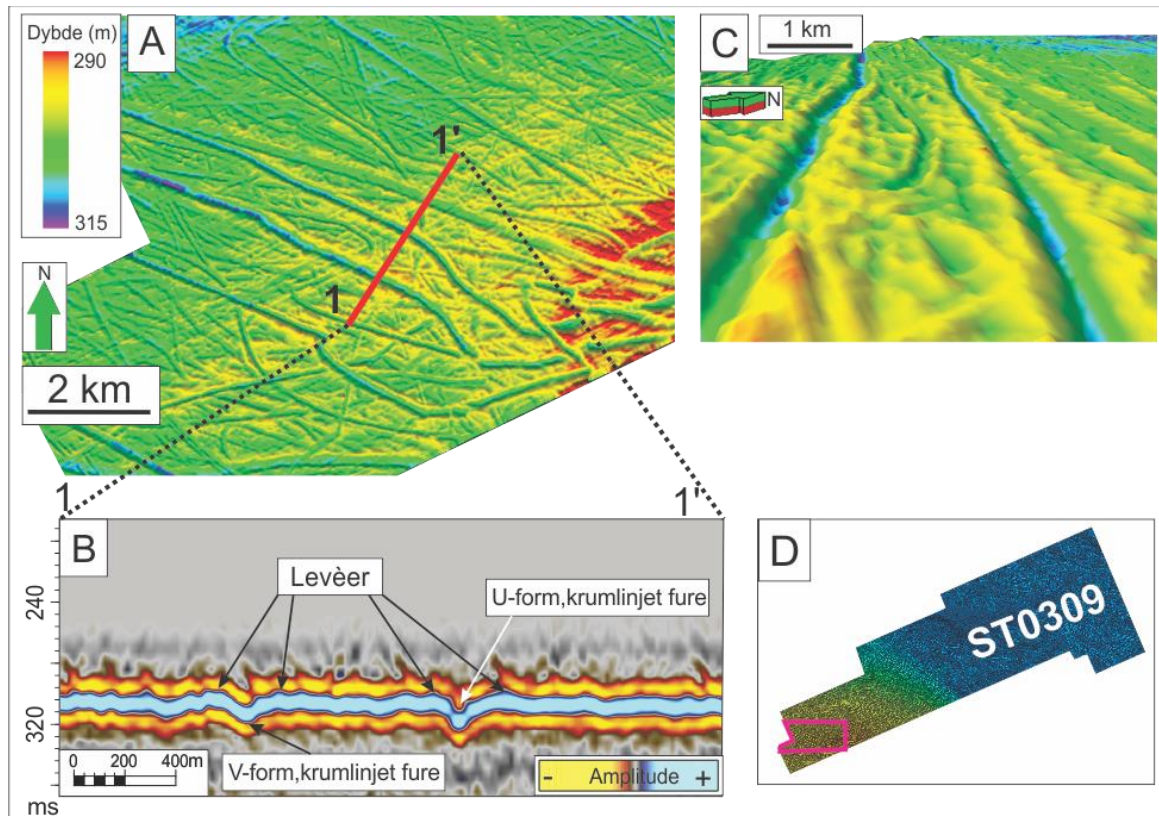 Dybde (m)
290
315
A
N
2 km
1
1'
C
1 km
N
1
1'
B
Levèer
U-form,krumlinjet fure
V-form,krumlinjet fure
240
320
ms
0 200 400m
- Amplitude +
D
ST0309